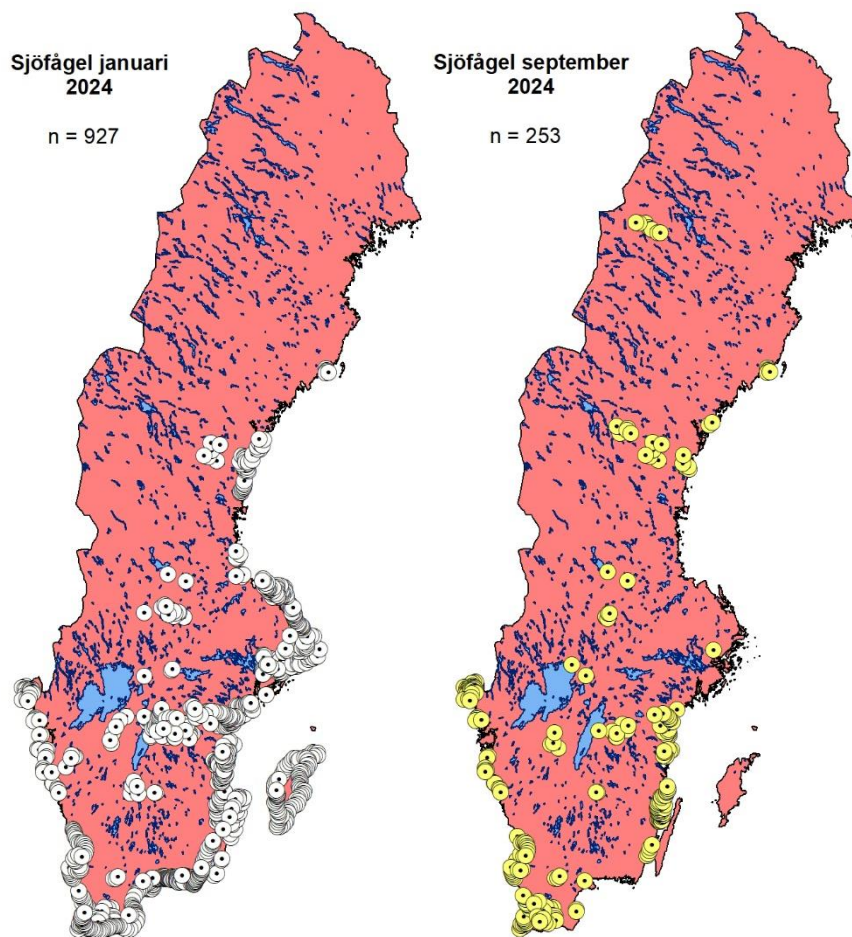 Sjöfågel januari
2024
n = 927
Sjöfågel september
2024
n = 253